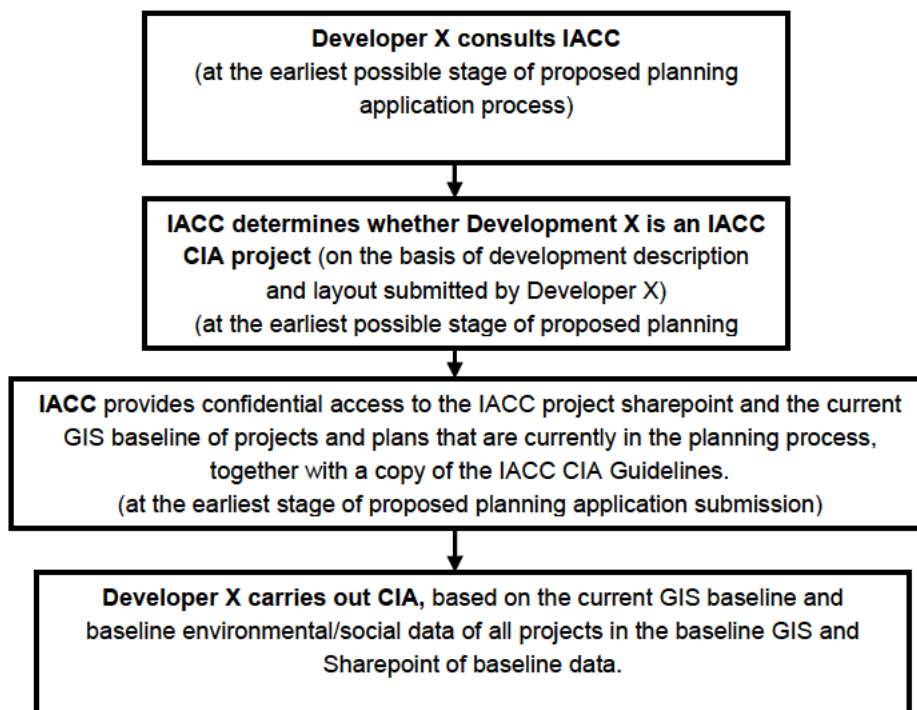 Developer X consults IACC
(at the earliest possible stage of proposed planning
application process)
IACC determines whether Development X is an IACC
CIA project (on the basis of development description
and layout submitted by Developer X)
(at the earliest possible stage of proposed planning
IACC provides confidential access to the IACC project sharepoint and the current
GIS baseline of projects and plans that are currently in the planning process,
together with a copy of the IACC CIA Guidelines.
(at the earliest stage of proposed planning application submission)
Developer X carries out CIA, based on the current GIS baseline and
baseline environmental/social data of all projects in the baseline GIS and
Sharepoint of baseline data.